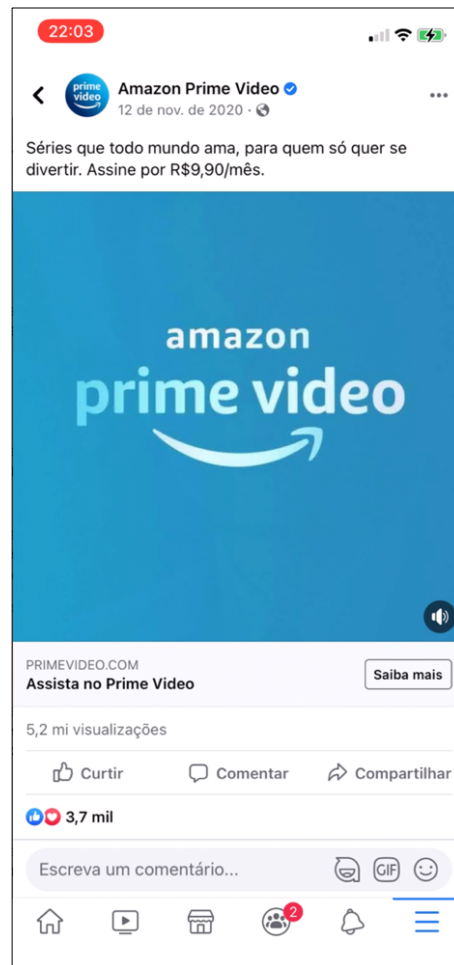 22:03
prime video
Amazon Prime Video
12 de nov. de 2020 ·
Séries que todo mundo ama, para quem só quer se
divertir. Assine por R$9,90/mês.
amazon
prime video
PRIMEVIDEO.COM
Assista no Prime Video
Saiba mais
5,2 mi visualizações
Curtir
Comentar
Compartilhar
3,7 mil
Escreva um comentário...
GIF
2